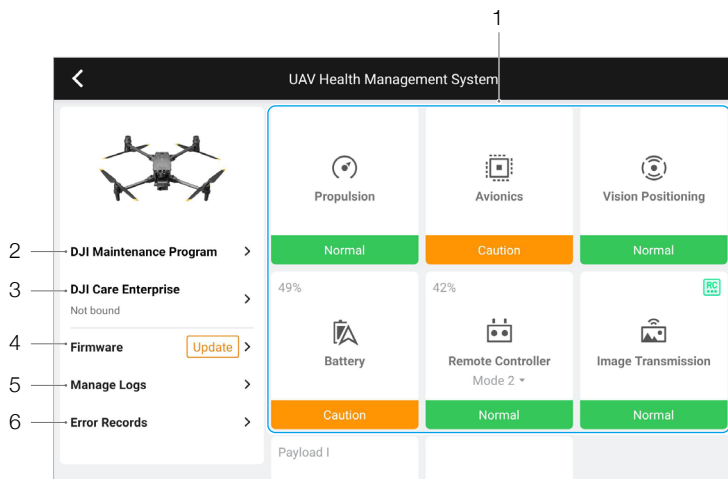 1
UAV Health Management System
Propulsion
Avionics
Vision Positioning
Normal
Caution
Normal
2
DJI Maintenance Program
3
DJI Care Enterprise
Not bound
4
Firmware
Update
5
Manage Logs
6
Error Records
49%
42%
RC
Battery
Remote Controller
Image Transmission
Mode 2
Caution
Normal
Normal
Payload I